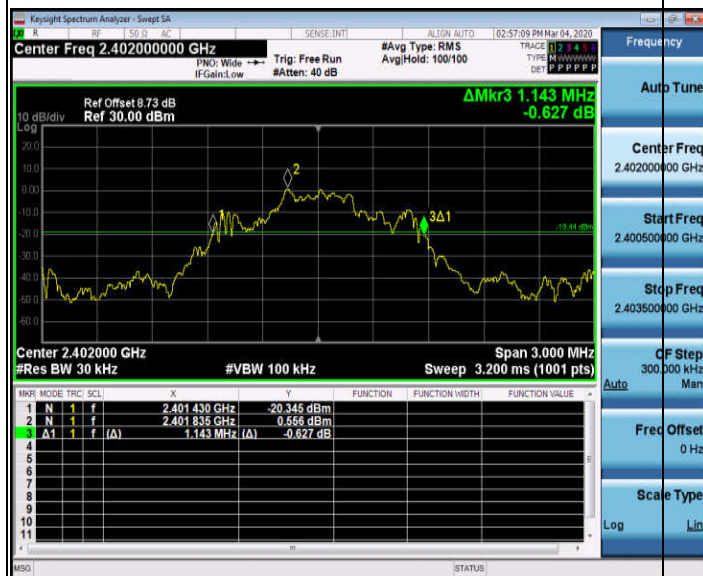 Keysight Spectrum Analyzer - Swept SA
LXI R RF 50 Ω AC SENSE:INT ALIGN AUTO 02:57:09 PM Mar 04, 2020
Center Freq 2.402000000 GHz
#Avg Type: RMS
Avg|Hold: 100/100
PNO: Wide
IFGain:Low
Trig: Free Run
#Atten: 40 dB
TRACE 1 2 3 4 5 6
TYPE M W W W W W
DET P P P P P P
Frequency
Auto Tune
Center Freq
2.402000000 GHz
Start Freq
2.400500000 GHz
Stop Freq
2.403500000 GHz
CF Step
300.000 kHz
Auto Man
Freq Offset
0 Hz
Scale Type
Log Lin
ΔMkr3 1.143 MHz
-0.627 dB
Ref Offset 8.73 dB
10 dB/div Ref 30.00 dBm
Log
20.0
10.0
0.00
-10.0
-20.0
-30.0
-40.0
-50.0
-60.0
1
2
3Δ1
-19.44 dBm
Center 2.402000 GHz Span 3.000 MHz
#Res BW 30 kHz #VBW 100 kHz Sweep 3.200 ms (1001 pts)
MKR MODE TRC SCL X Y FUNCTION FUNCTION WIDTH FUNCTION VALUE
1 N 1 f 2.401 430 GHz -20.345 dBm
2 N 1 f 2.401 835 GHz 0.556 dBm
3 Δ1 1 f (Δ) 1.143 MHz (Δ) -0.627 dB
4
5
6
7
8
9
10
11
MSG STATUS